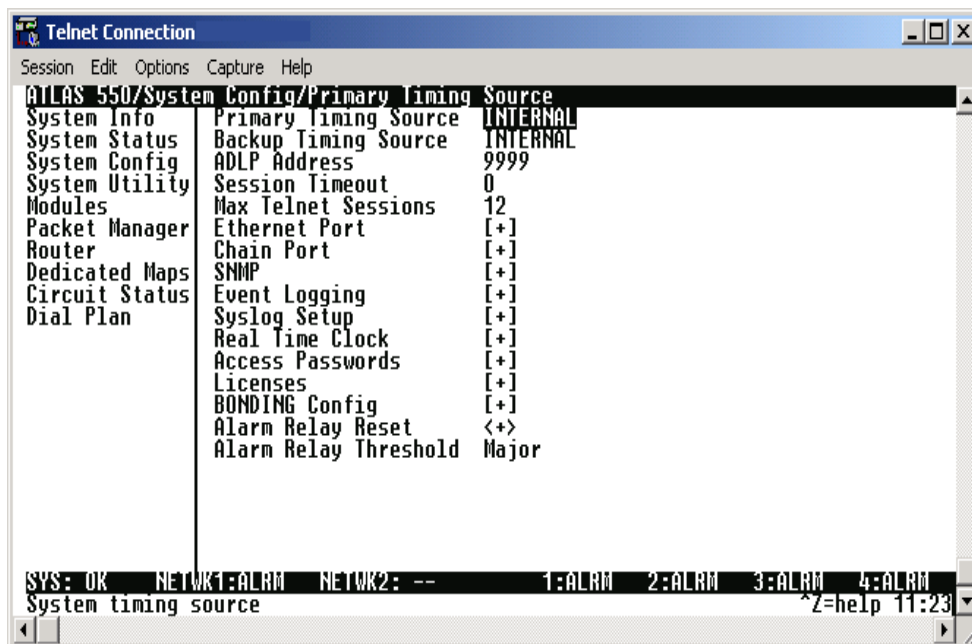 Telnet Connection
Session Edit Options Capture Help
ATLAS 550/System Config/Primary Timing Source
System Info Primary Timing Source INTERNAL
System Status Backup Timing Source INTERNAL
System Config ADLP Address 9999
System Utility Session Timeout 0
Modules Max Telnet Sessions 12
Packet Manager Ethernet Port [+]
Router Chain Port [+]
Dedicated Maps SNMP [+]
Circuit Status Event Logging [+]
Dial Plan Syslog Setup [+]
Real Time Clock [+]
Access Passwords [+]
Licenses [+]
BONDING Config [+]
Alarm Relay Reset <+>
Alarm Relay Threshold Major
SYS: OK NETWK1:ALRM NETWK2: -- 1:ALRM 2:ALRM 3:ALRM 4:ALRM
System timing source ^Z=help 11:23